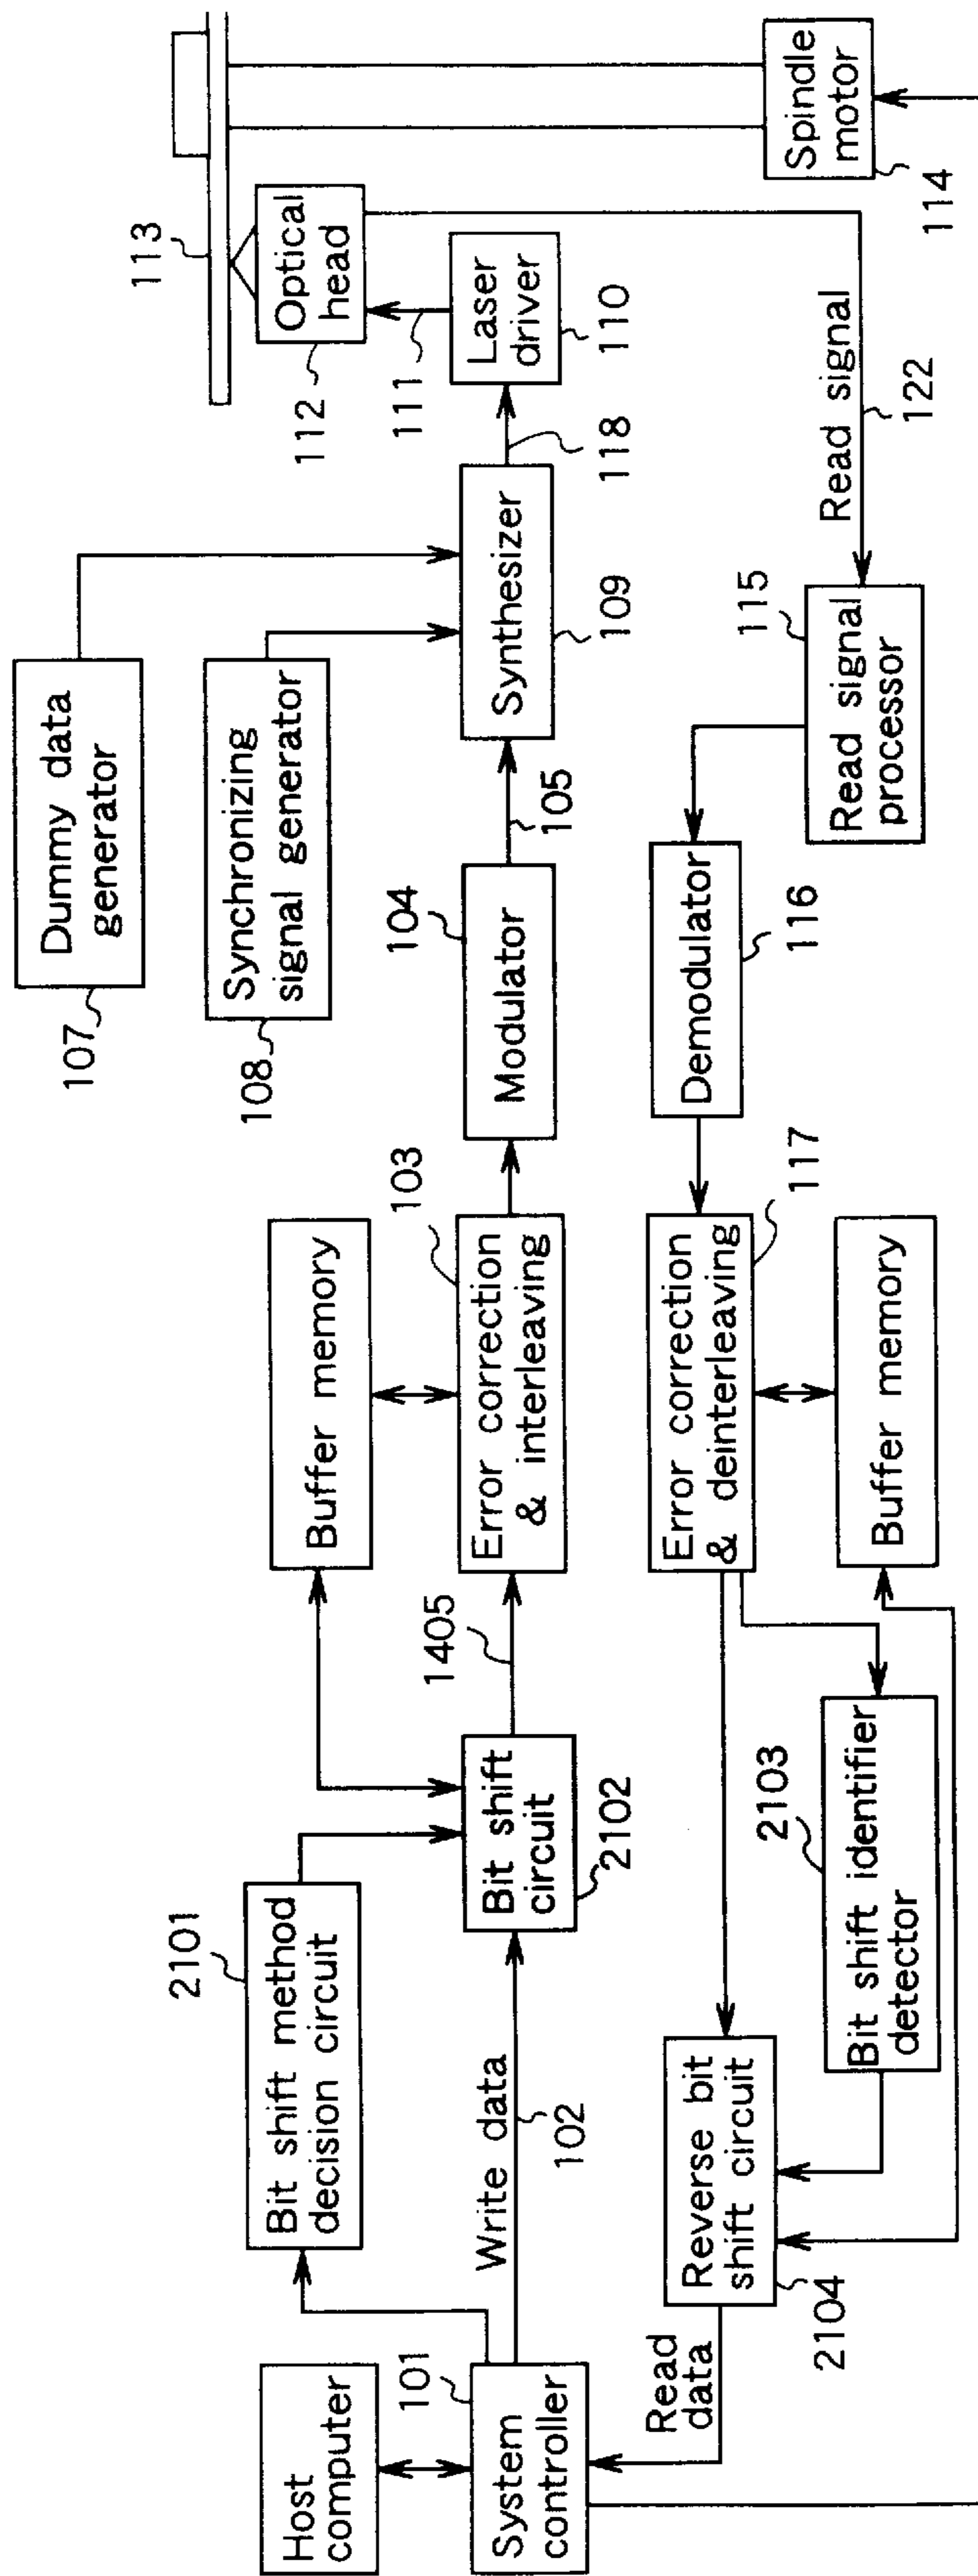 Host
computer
101
System
controller
2101
Bit shift method
decision circuit
Write data
102
Bit shift
circuit
2102
1405
Buffer memory
103
Error correction
& interleaving
104
Modulator
105
107
Dummy data
generator
108
Synchronizing
signal generator
Synthesizer
109
118
Laser
driver
110
111
112
Optical
head
113
Spindle
motor
114
Read signal
122
115
Read signal
processor
Demodulator
116
Error correction
& deinterleaving
117
Buffer memory
2103
Bit shift identifier
detector
Reverse bit
shift circuit
2104
Read
data